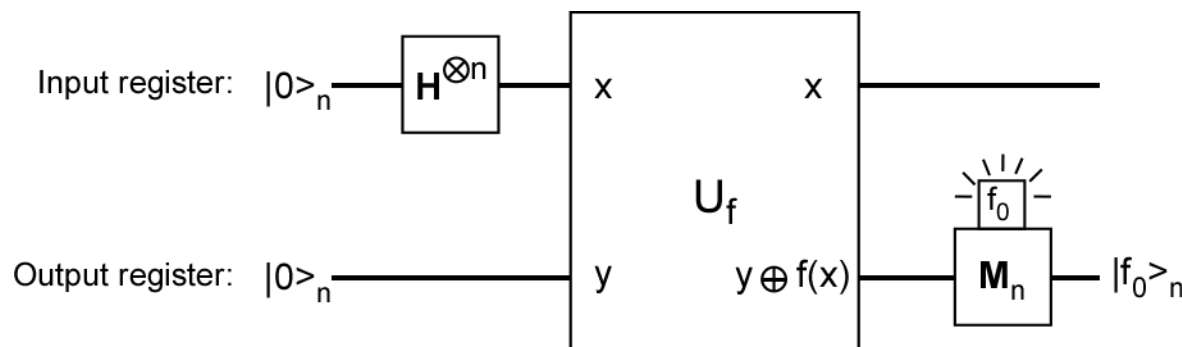 Input register: |0>n H⊗n x x
f0
Uf
Output register: |0>n y y ⊕ f(x) Mn |f0>n